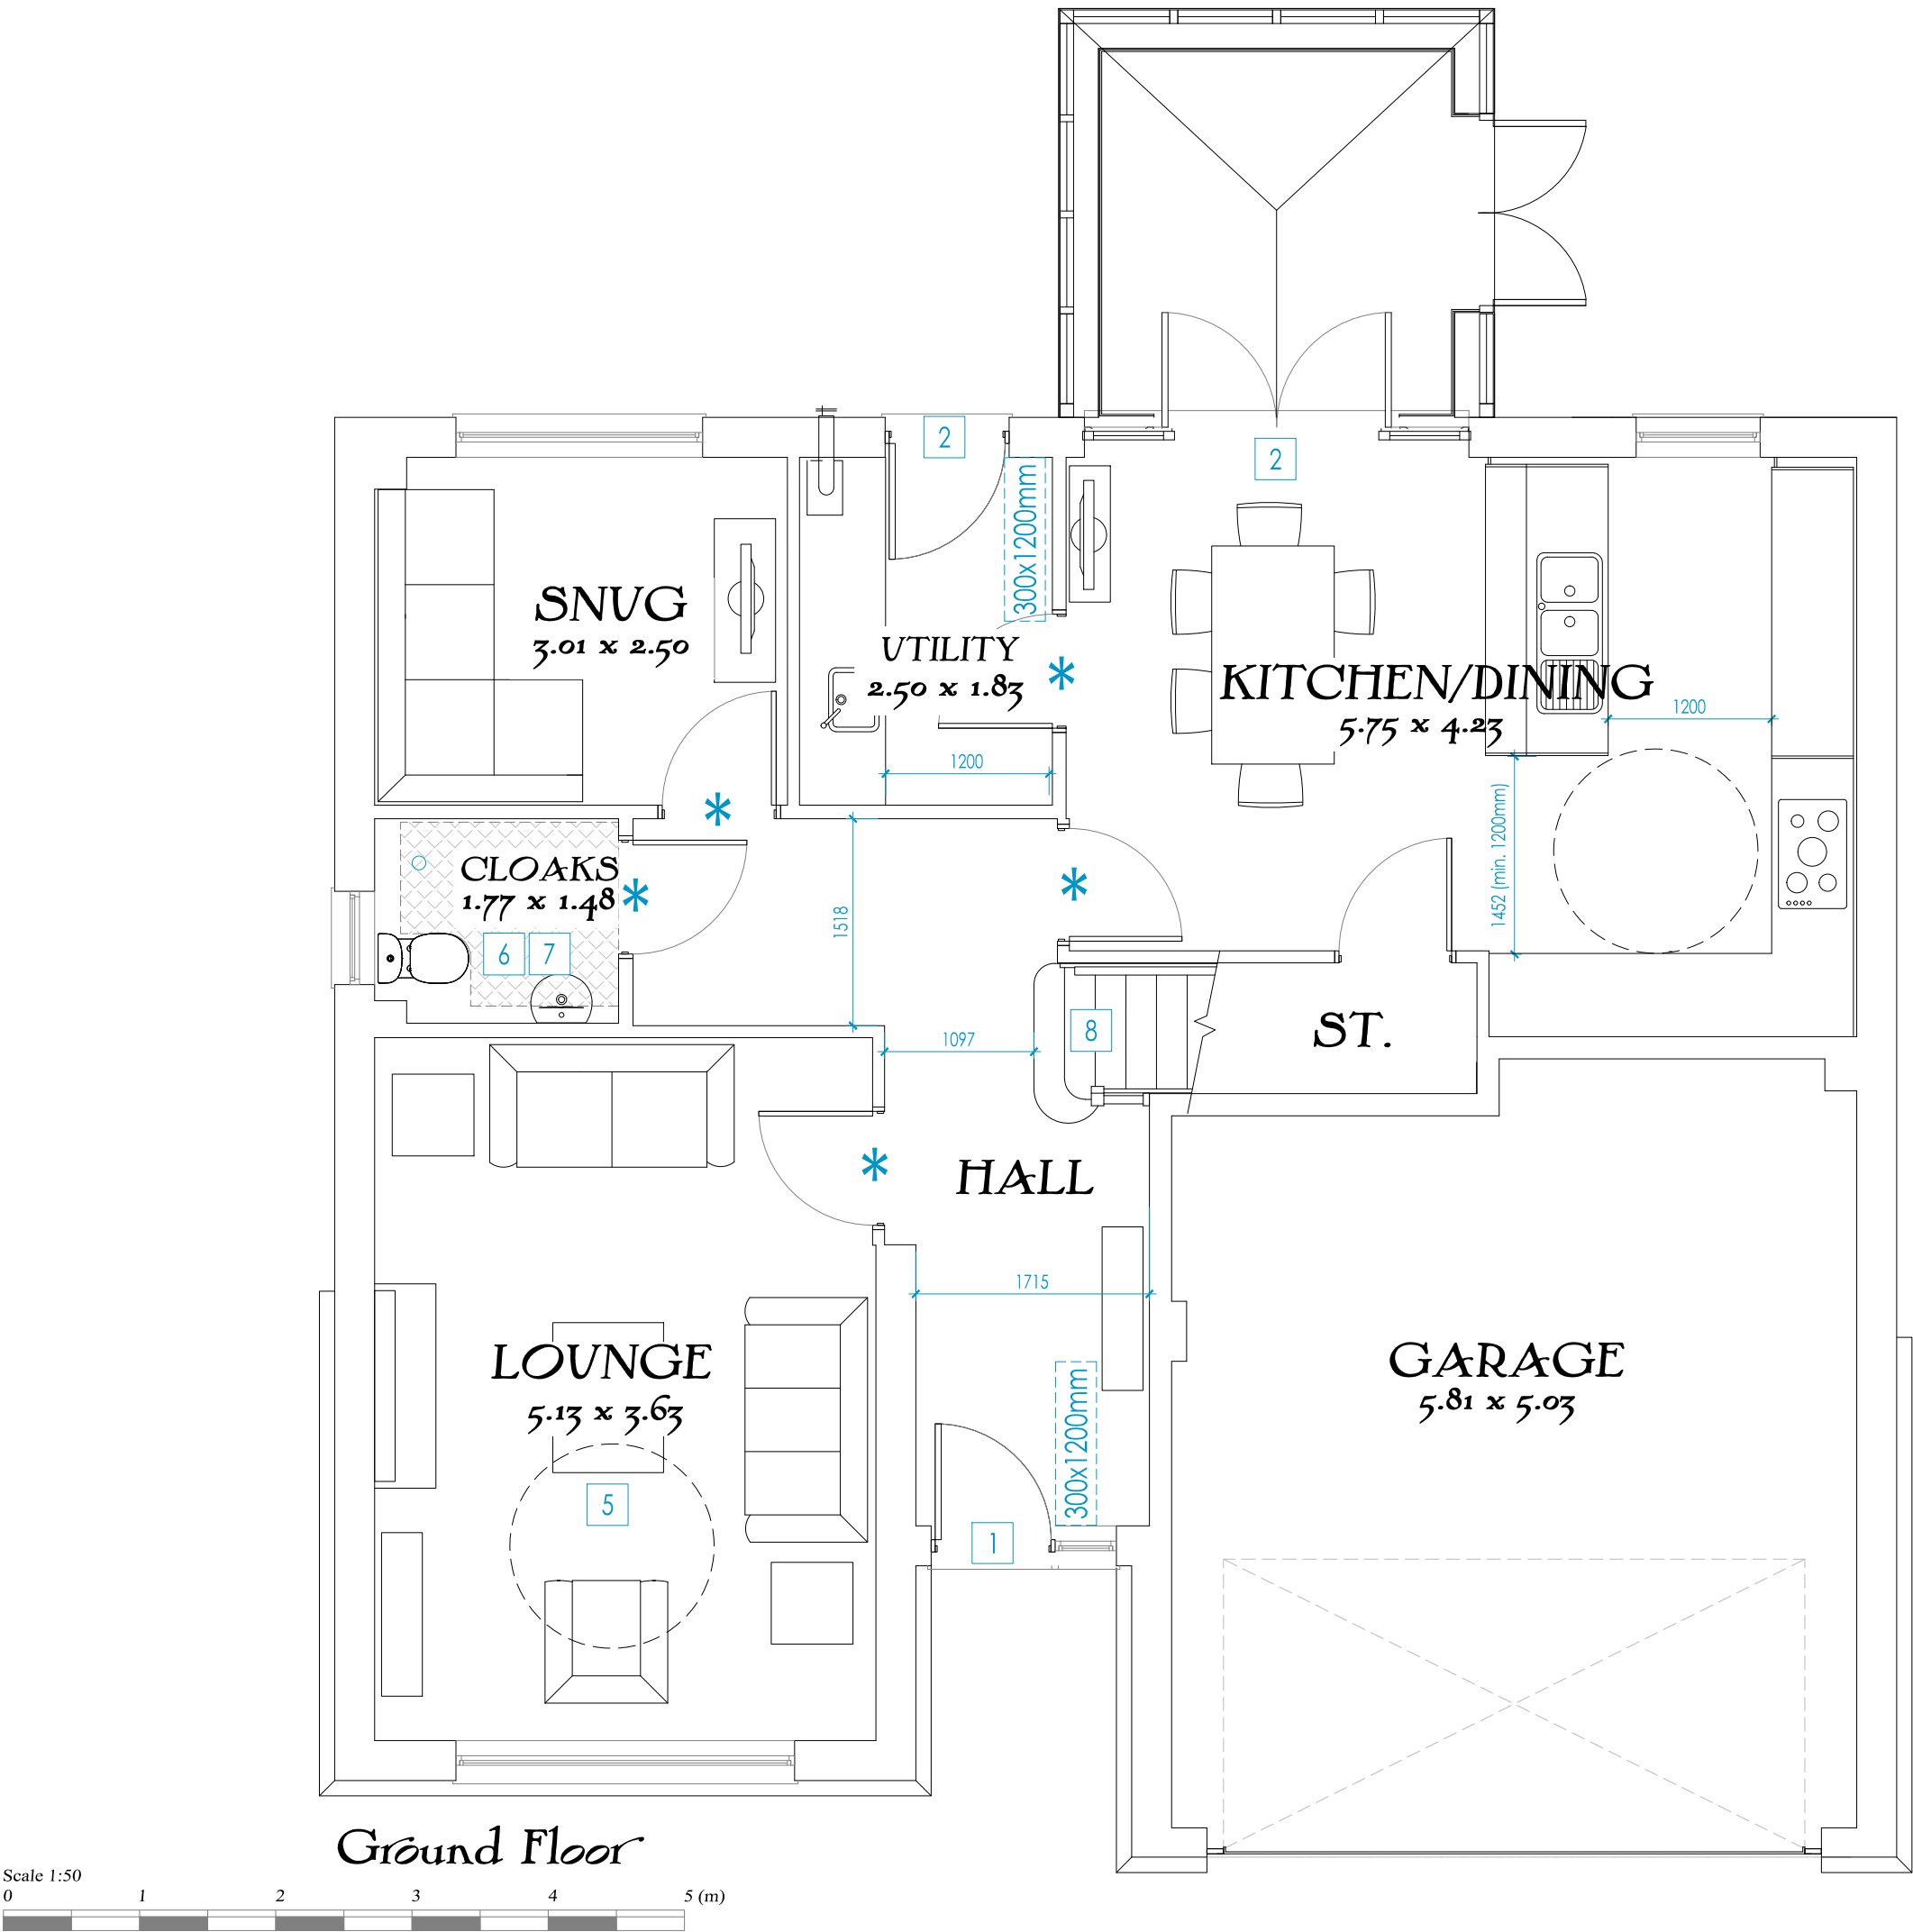 2
2
300x1200mm
SNUG
3.01 x 2.50
UTILITY
2.50 x 1.83
*
KITCHEN/DINING
5.75 x 4.23
1200
1200
*
1452 (min. 1200mm)
CLOAKS
1.77 x 1.48
*
*
1518
6
7
8
ST.
1097
*
HALL
1715
LOUNGE
5.13 x 3.63
GARAGE
5.81 x 5.03
300x1200mm
5
1
Ground Floor
Scale 1:50
0 1 2 3 4 5 (m)